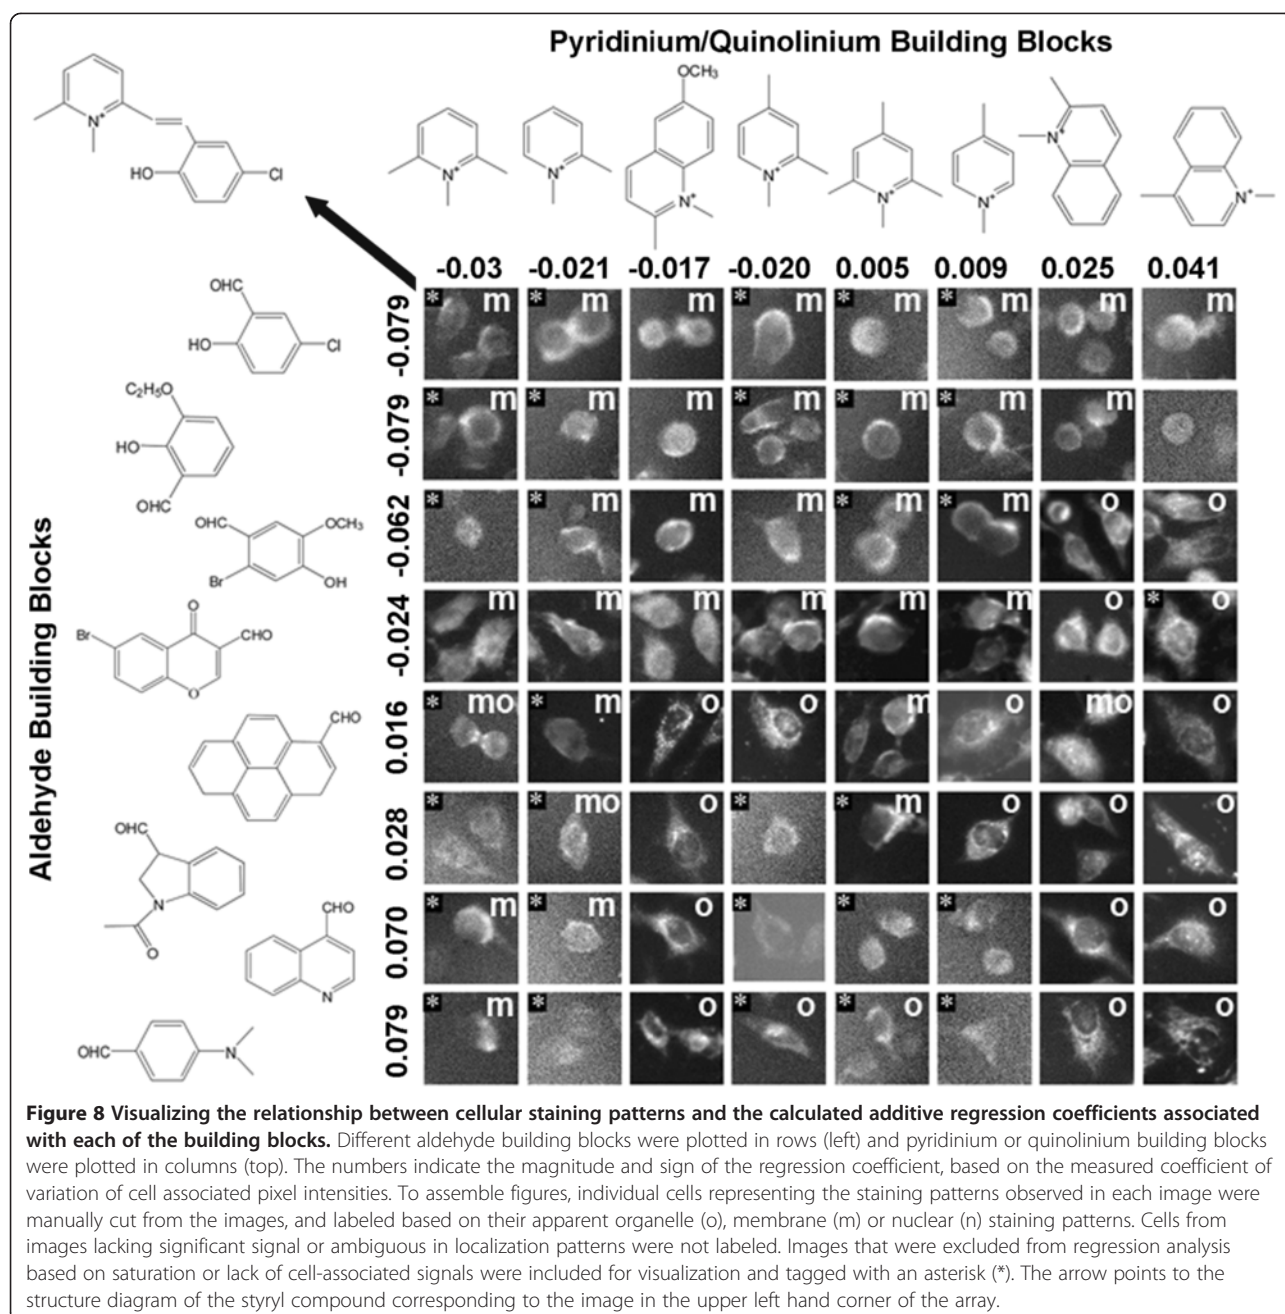 Pyridinium/Quinolinium Building Blocks
OCH₃
N⁺
N⁺
HO
Cl
N⁺
N⁺
N⁺
N⁺
N⁺
N⁺
N⁺
-0.03 -0.021 -0.017 -0.020 0.005 0.009 0.025 0.041
Aldehyde Building Blocks
OHC
HO
Cl
-0.079
* m * m m * m * * m m m
C₂H₅O
HO
OHC
-0.079
* m * m m * m * m * m m
OHC
OCH₃
Br
OH
-0.062
* * m m m * m * m o o
O
Br
CHO
O
-0.024
m m m m m m o * o
CHO
0.016
* mo * m o o m o mo o
OHC
N
O
0.028
* * mo o * * m o o o
CHO
N
0.070
* m * m o * * * o o
OHC
N
0.079
* m * o * o * o * o o
Figure 8 Visualizing the relationship between cellular staining patterns and the calculated additive regression coefficients associated
with each of the building blocks. Different aldehyde building blocks were plotted in rows (left) and pyridinium or quinolinium building blocks
were plotted in columns (top). The numbers indicate the magnitude and sign of the regression coefficient, based on the measured coefficient of
variation of cell associated pixel intensities. To assemble figures, individual cells representing the staining patterns observed in each image were
manually cut from the images, and labeled based on their apparent organelle (o), membrane (m) or nuclear (n) staining patterns. Cells from
images lacking significant signal or ambiguous in localization patterns were not labeled. Images that were excluded from regression analysis
based on saturation or lack of cell-associated signals were included for visualization and tagged with an asterisk (*). The arrow points to the
structure diagram of the styryl compound corresponding to the image in the upper left hand corner of the array.